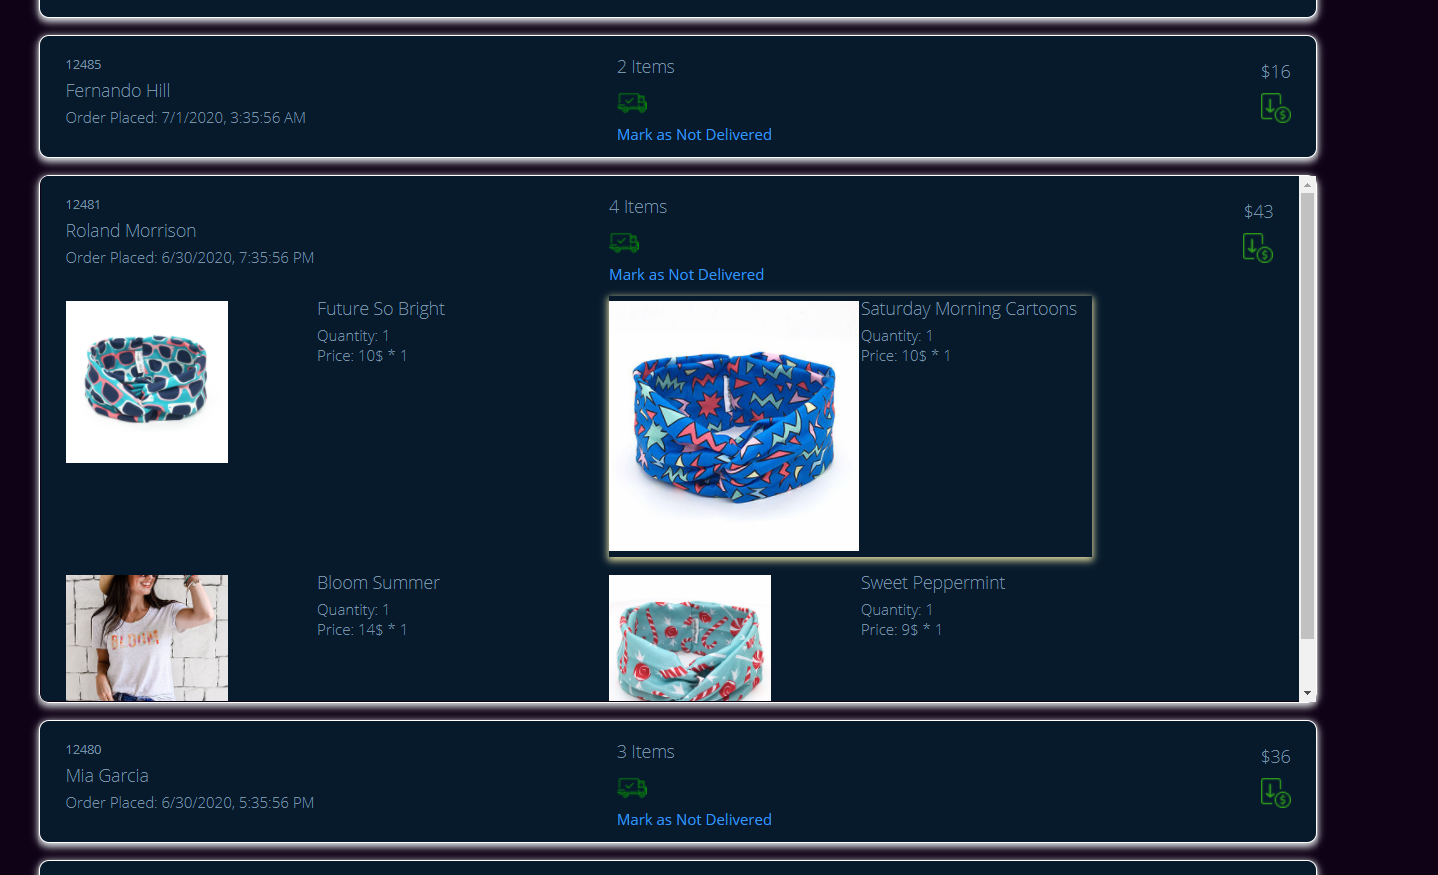 12485
Fernando Hill
Order Placed: 7/1/2020, 3:35:56 AM
2 Items
Mark as Not Delivered
$16
12481
Roland Morrison
Order Placed: 6/30/2020, 7:35:56 PM
4 Items
Mark as Not Delivered
$43
Future So Bright
Quantity: 1
Price: 10$ * 1
Saturday Morning Cartoons
Quantity: 1
Price: 10$ * 1
Bloom Summer
Quantity: 1
Price: 14$ * 1
BLOOM
Sweet Peppermint
Quantity: 1
Price: 9$ * 1
12480
Mia Garcia
Order Placed: 6/30/2020, 5:35:56 PM
3 Items
Mark as Not Delivered
$36